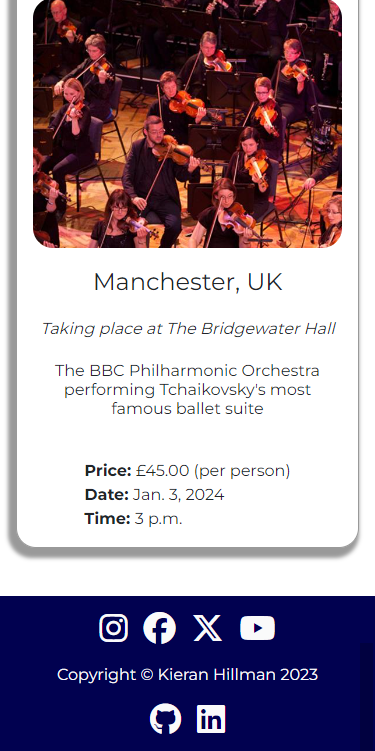 Manchester, UK
Taking place at The Bridgewater Hall
The BBC Philharmonic Orchestra
performing Tchaikovsky's most
famous ballet suite
Price: £45.00 (per person)
Date: Jan. 3, 2024
Time: 3 p.m.
Copyright © Kieran Hillman 2023